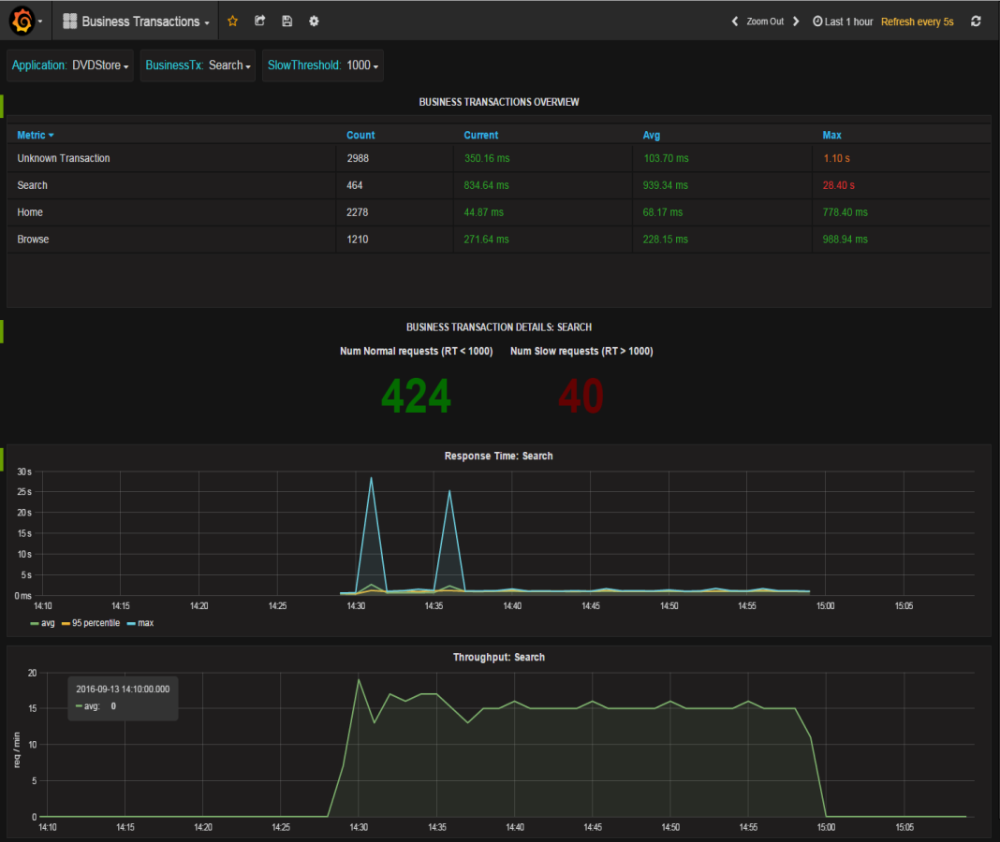 Business Transactions
Zoom Out Last 1 hour Refresh every 5s
Application: DVDStore BusinessTx: Search SlowThreshold: 1000
BUSINESS TRANSACTIONS OVERVIEW
Metric Count Current Avg Max
Unknown Transaction 2988 350.16 ms 103.70 ms 1.10 s
Search 464 834.64 ms 939.34 ms 28.40 s
Home 2278 44.87 ms 68.17 ms 778.40 ms
Browse 1210 271.64 ms 228.15 ms 988.94 ms
BUSINESS TRANSACTION DETAILS: SEARCH
Num Normal requests (RT < 1000) Num Slow requests (RT > 1000)
424 40
Response Time: Search
30 s
25 s
20 s
15 s
10 s
5 s
0 ms
14:10 14:15 14:20 14:25 14:30 14:35 14:40 14:45 14:50 14:55 15:00 15:05
avg 95 percentile max
Throughput: Search
20
2016-09-13 14:10:00.000
avg: 0
15
10
5
0
req / min
14:10 14:15 14:20 14:25 14:30 14:35 14:40 14:45 14:50 14:55 15:00 15:05